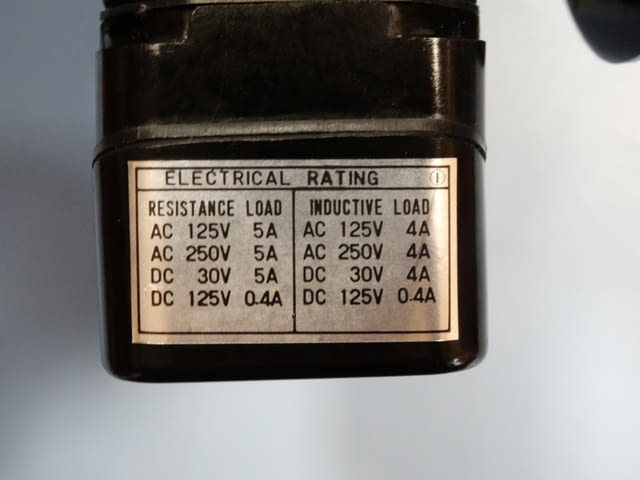 ELECTRICAL RATING ①
RESISTANCE LOAD
AC 125V 5A
AC 250V 5A
DC 30V 5A
DC 125V 0.4A
INDUCTIVE LOAD
AC 125V 4A
AC 250V 4A
DC 30V 4A
DC 125V 0.4A